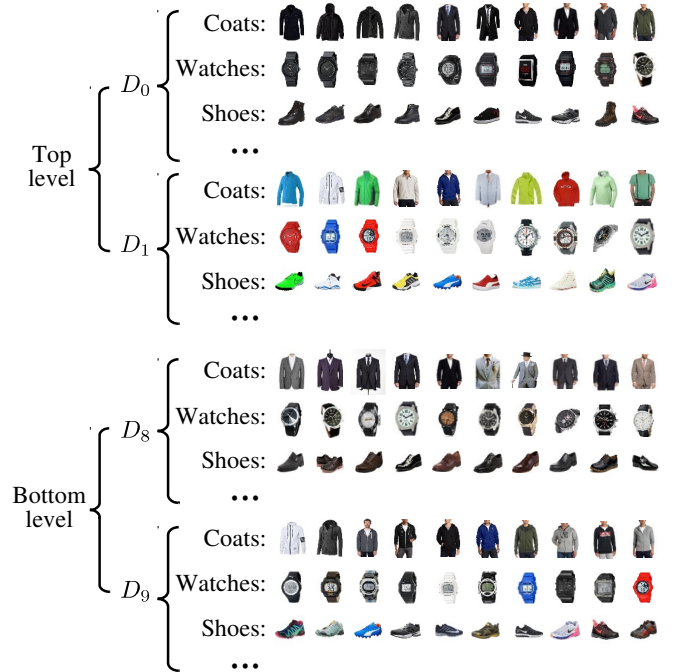 Coats:
Watches:
D0
Shoes:
...
Top
level
Coats:
Watches:
D1
Shoes:
...
Coats:
Watches:
D8
Shoes:
...
Bottom
level
Coats:
Watches:
D9
Shoes:
...